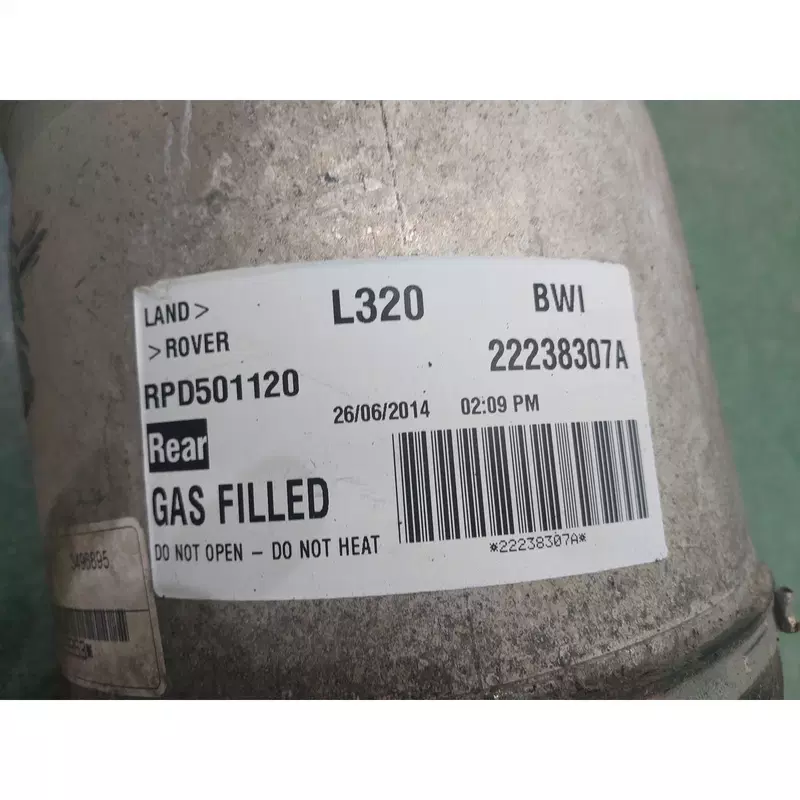 LAND > L320 BWI
> ROVER 22238307A
RPD501120
26/06/2014 02:09 PM
Rear
GAS FILLED
DO NOT OPEN – DO NOT HEAT
*22238307A*